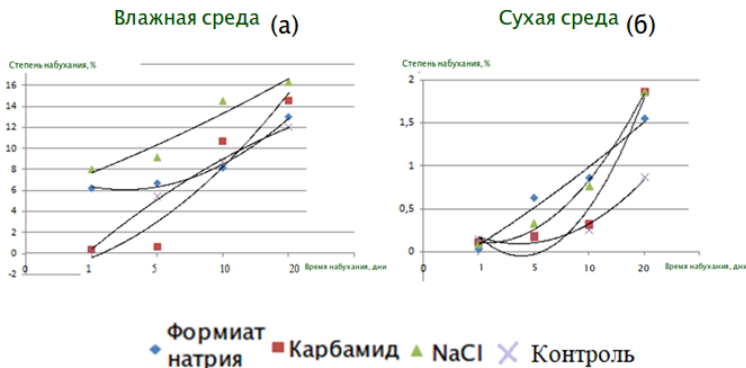 Влажная среда (а)
Степень набухания, %
16
14
12
10
8
6
4
2
0
-2
0 1 5 10 20 Время набухания, дни
Сухая среда (б)
Степень набухания, %
2
1,5
1
0,5
0
0 1 5 10 20 Время набухания, дни
Формиат натрия Карбамид NaCl Контроль